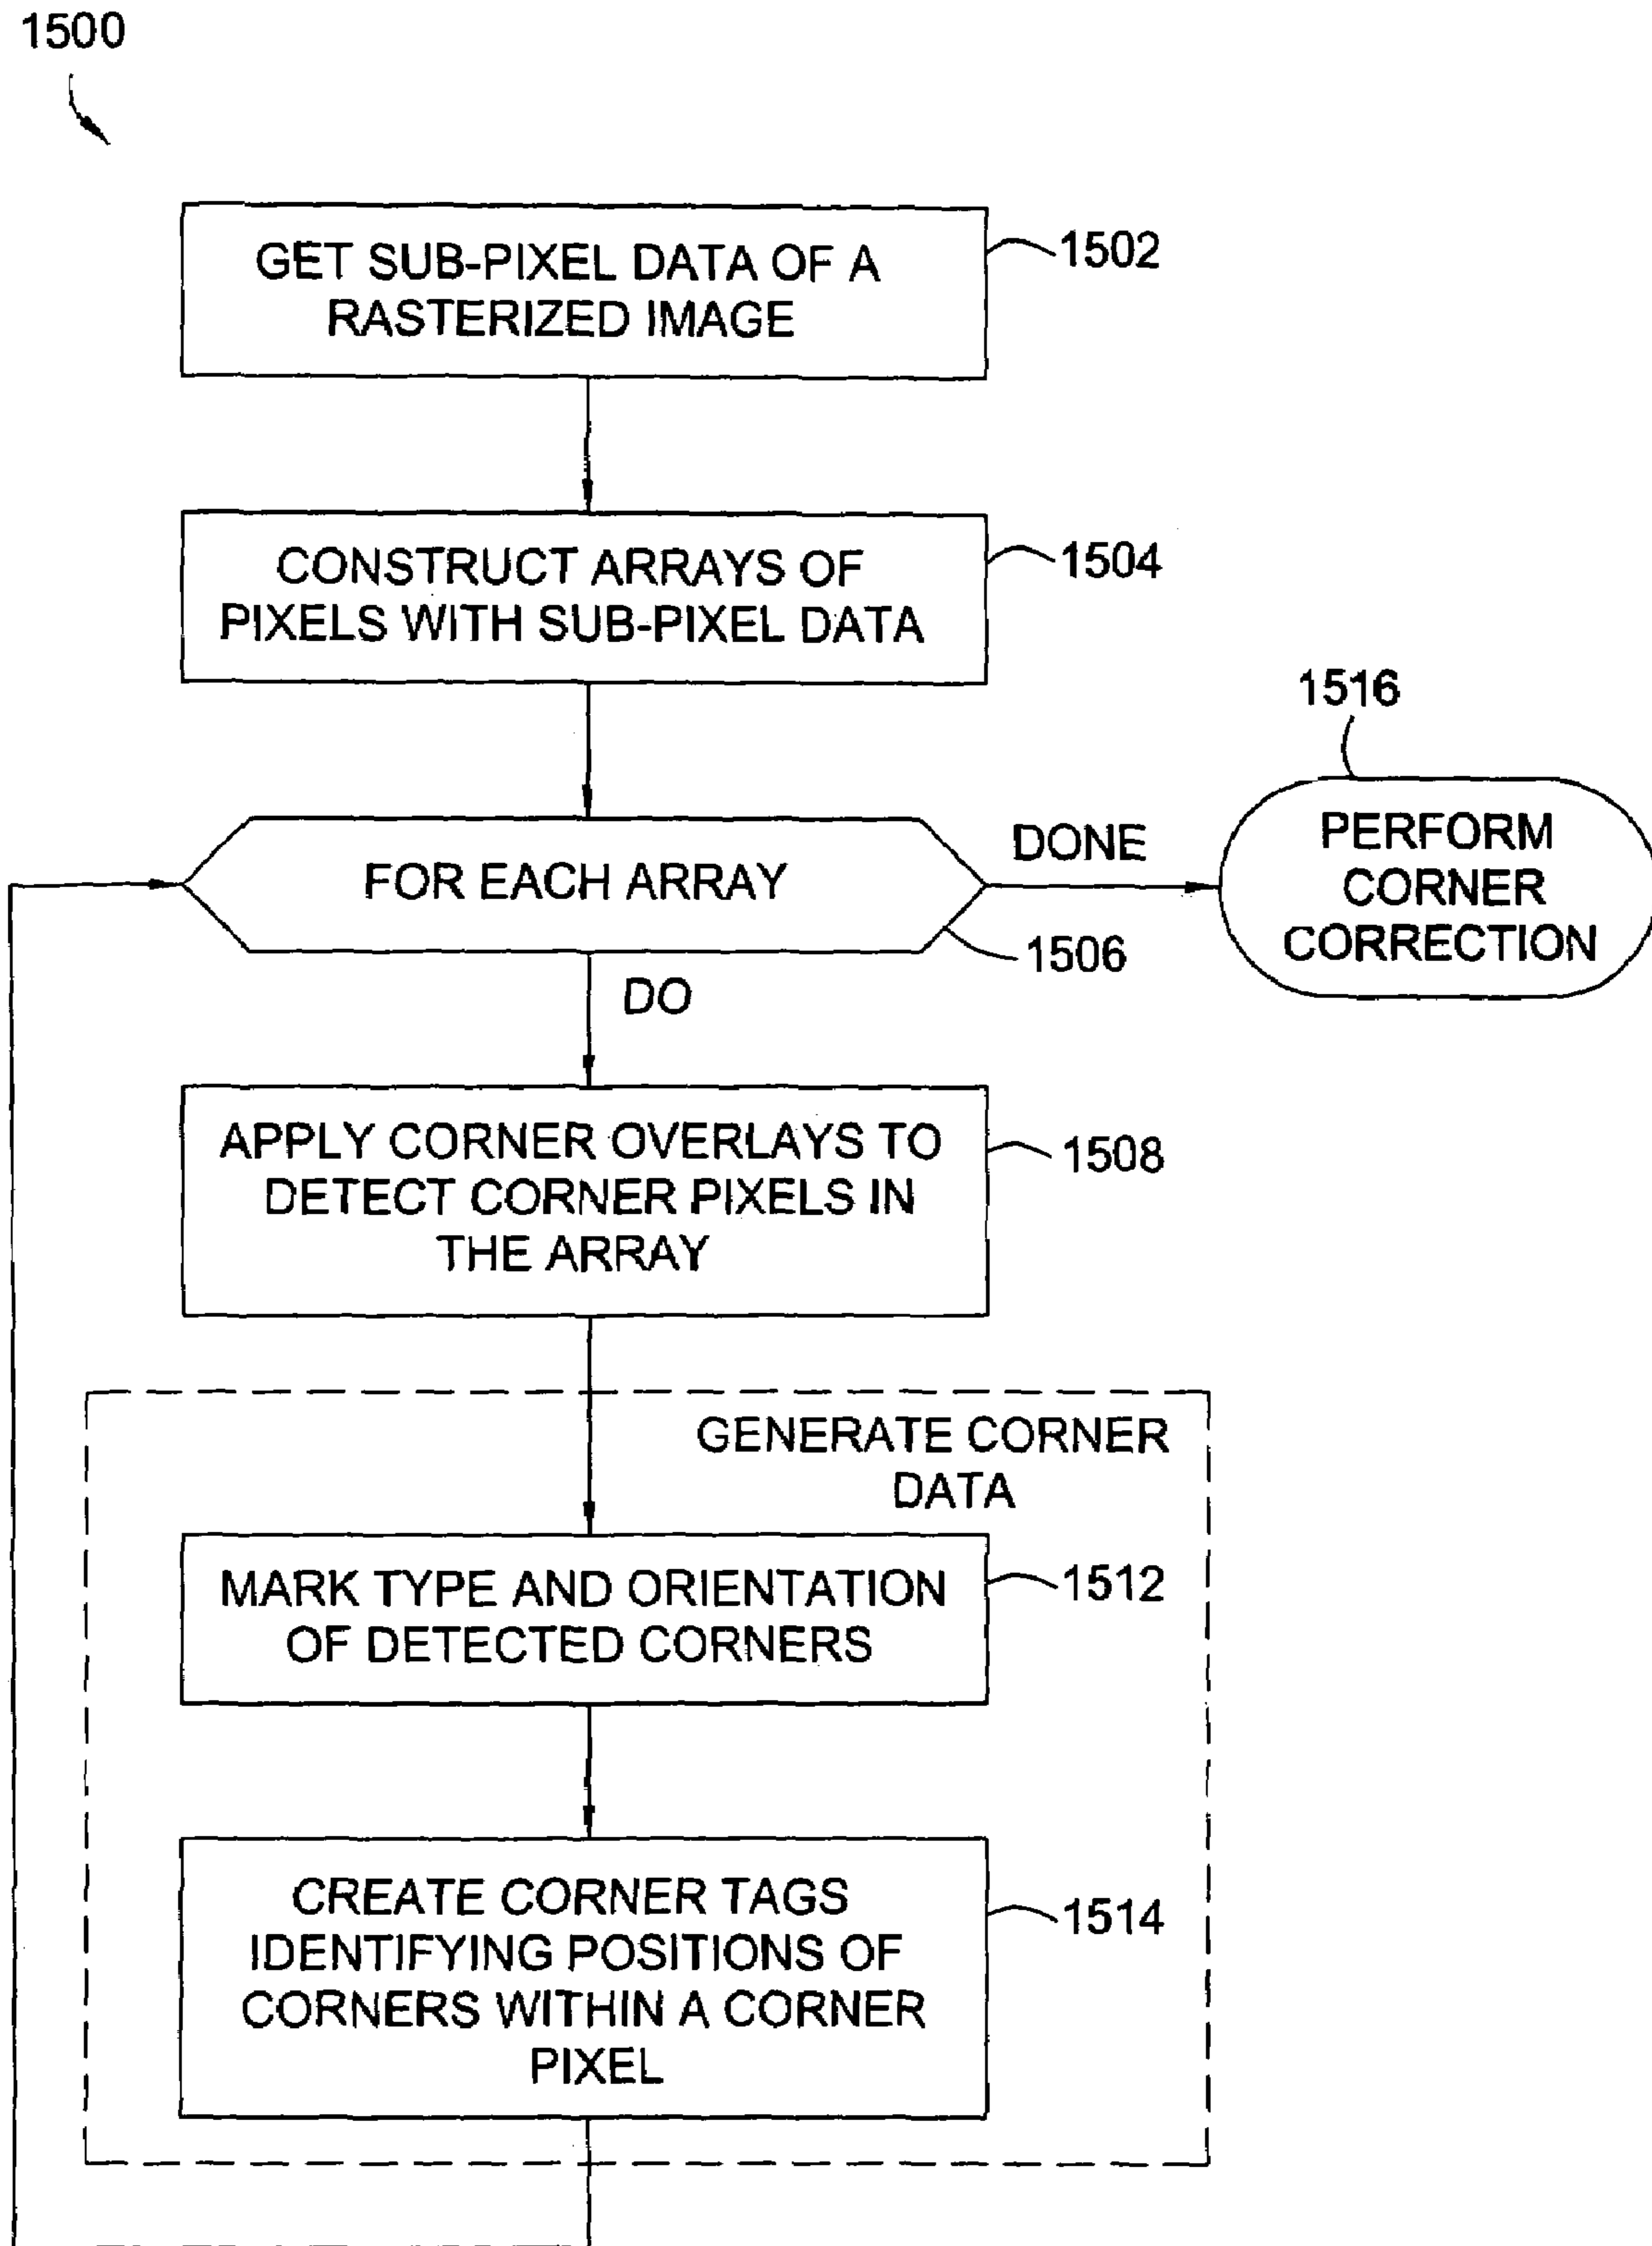 1500
GET SUB-PIXEL DATA OF A
RASTERIZED IMAGE
1502
CONSTRUCT ARRAYS OF
PIXELS WITH SUB-PIXEL DATA
1504
1516
FOR EACH ARRAY
DONE
PERFORM
CORNER
CORRECTION
1506
DO
APPLY CORNER OVERLAYS TO
DETECT CORNER PIXELS IN
THE ARRAY
1508
GENERATE CORNER
DATA
MARK TYPE AND ORIENTATION
OF DETECTED CORNERS
1512
CREATE CORNER TAGS
IDENTIFYING POSITIONS OF
CORNERS WITHIN A CORNER
PIXEL
1514